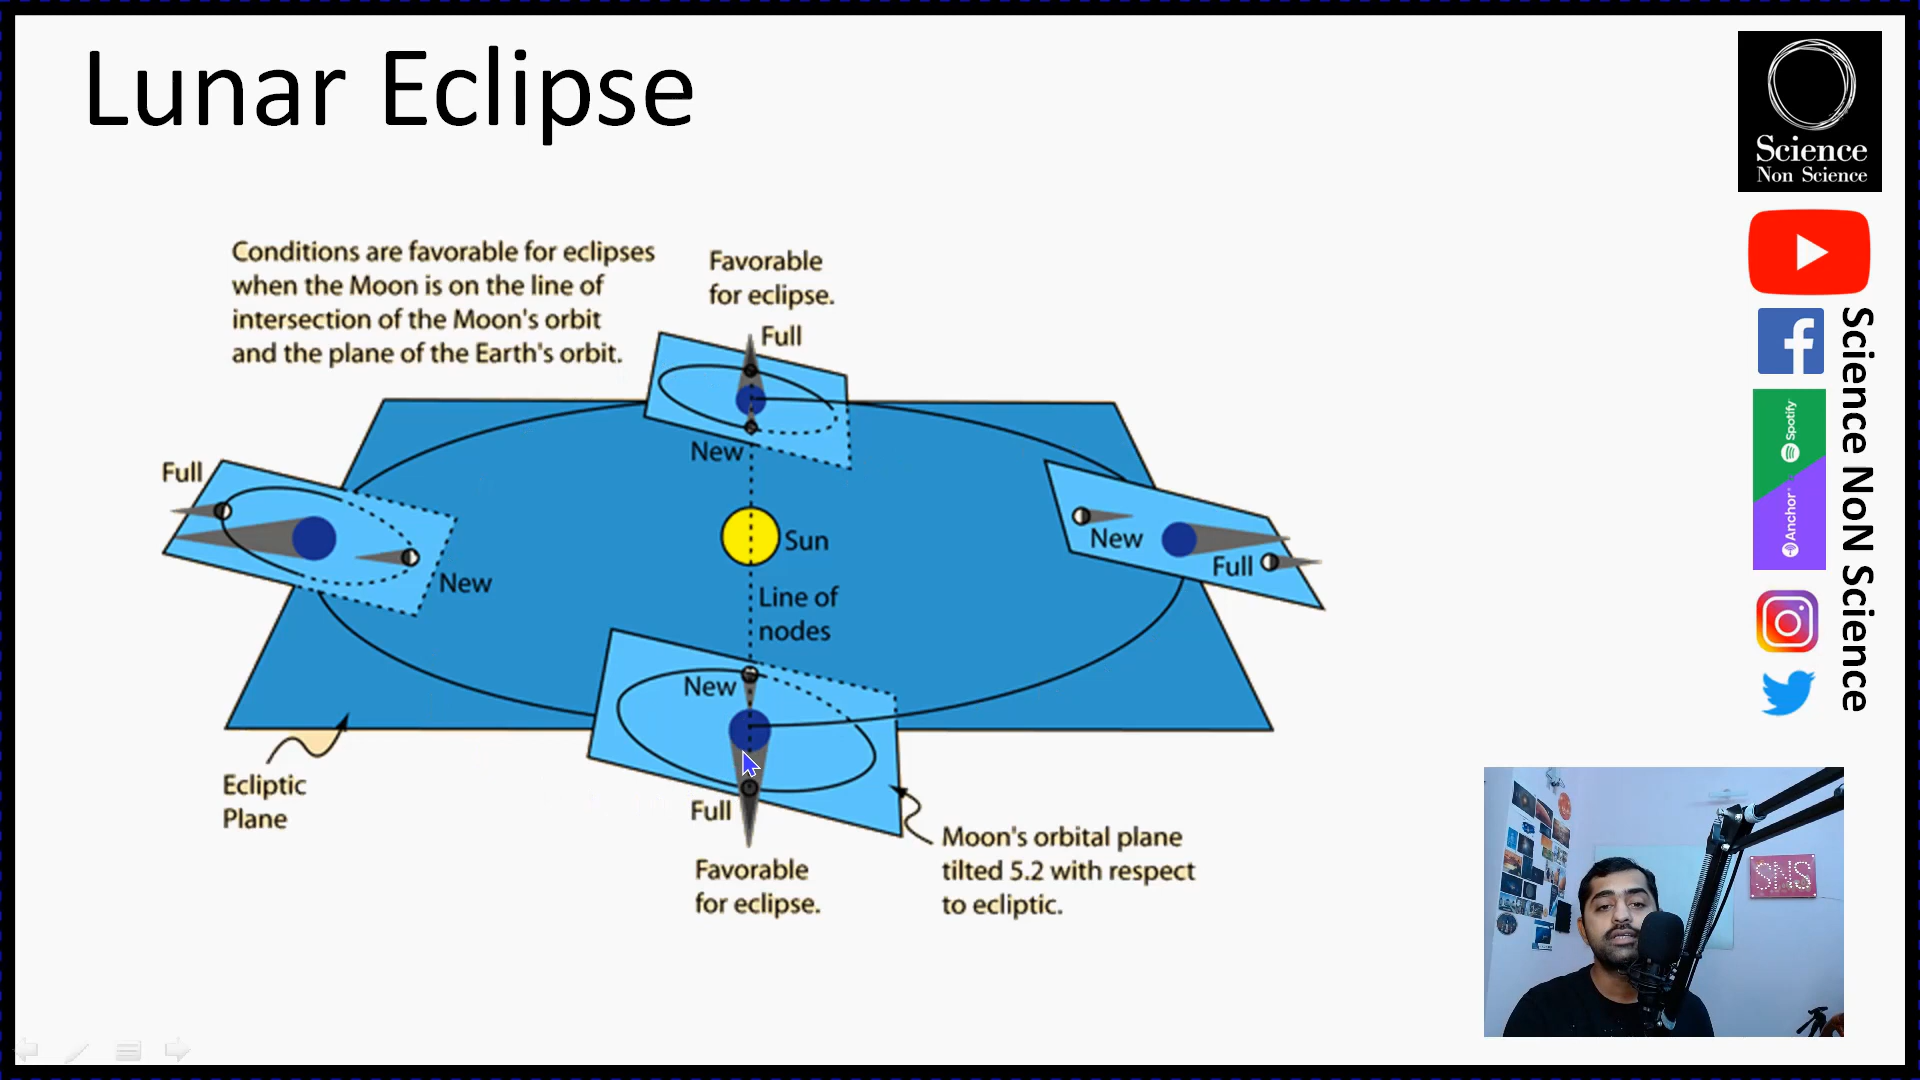 Lunar Eclipse
Science
Non Science
Conditions are favorable for eclipses
when the Moon is on the line of
intersection of the Moon's orbit
and the plane of the Earth's orbit.
Favorable
for eclipse.
Full
New
Full
New
Sun
Line of
nodes
New
Full
New
Full
Favorable
for eclipse.
Ecliptic
Plane
Moon's orbital plane
tilted 5.2 with respect
to ecliptic.
Spotify
Anchor
Science NoN Science
SNS